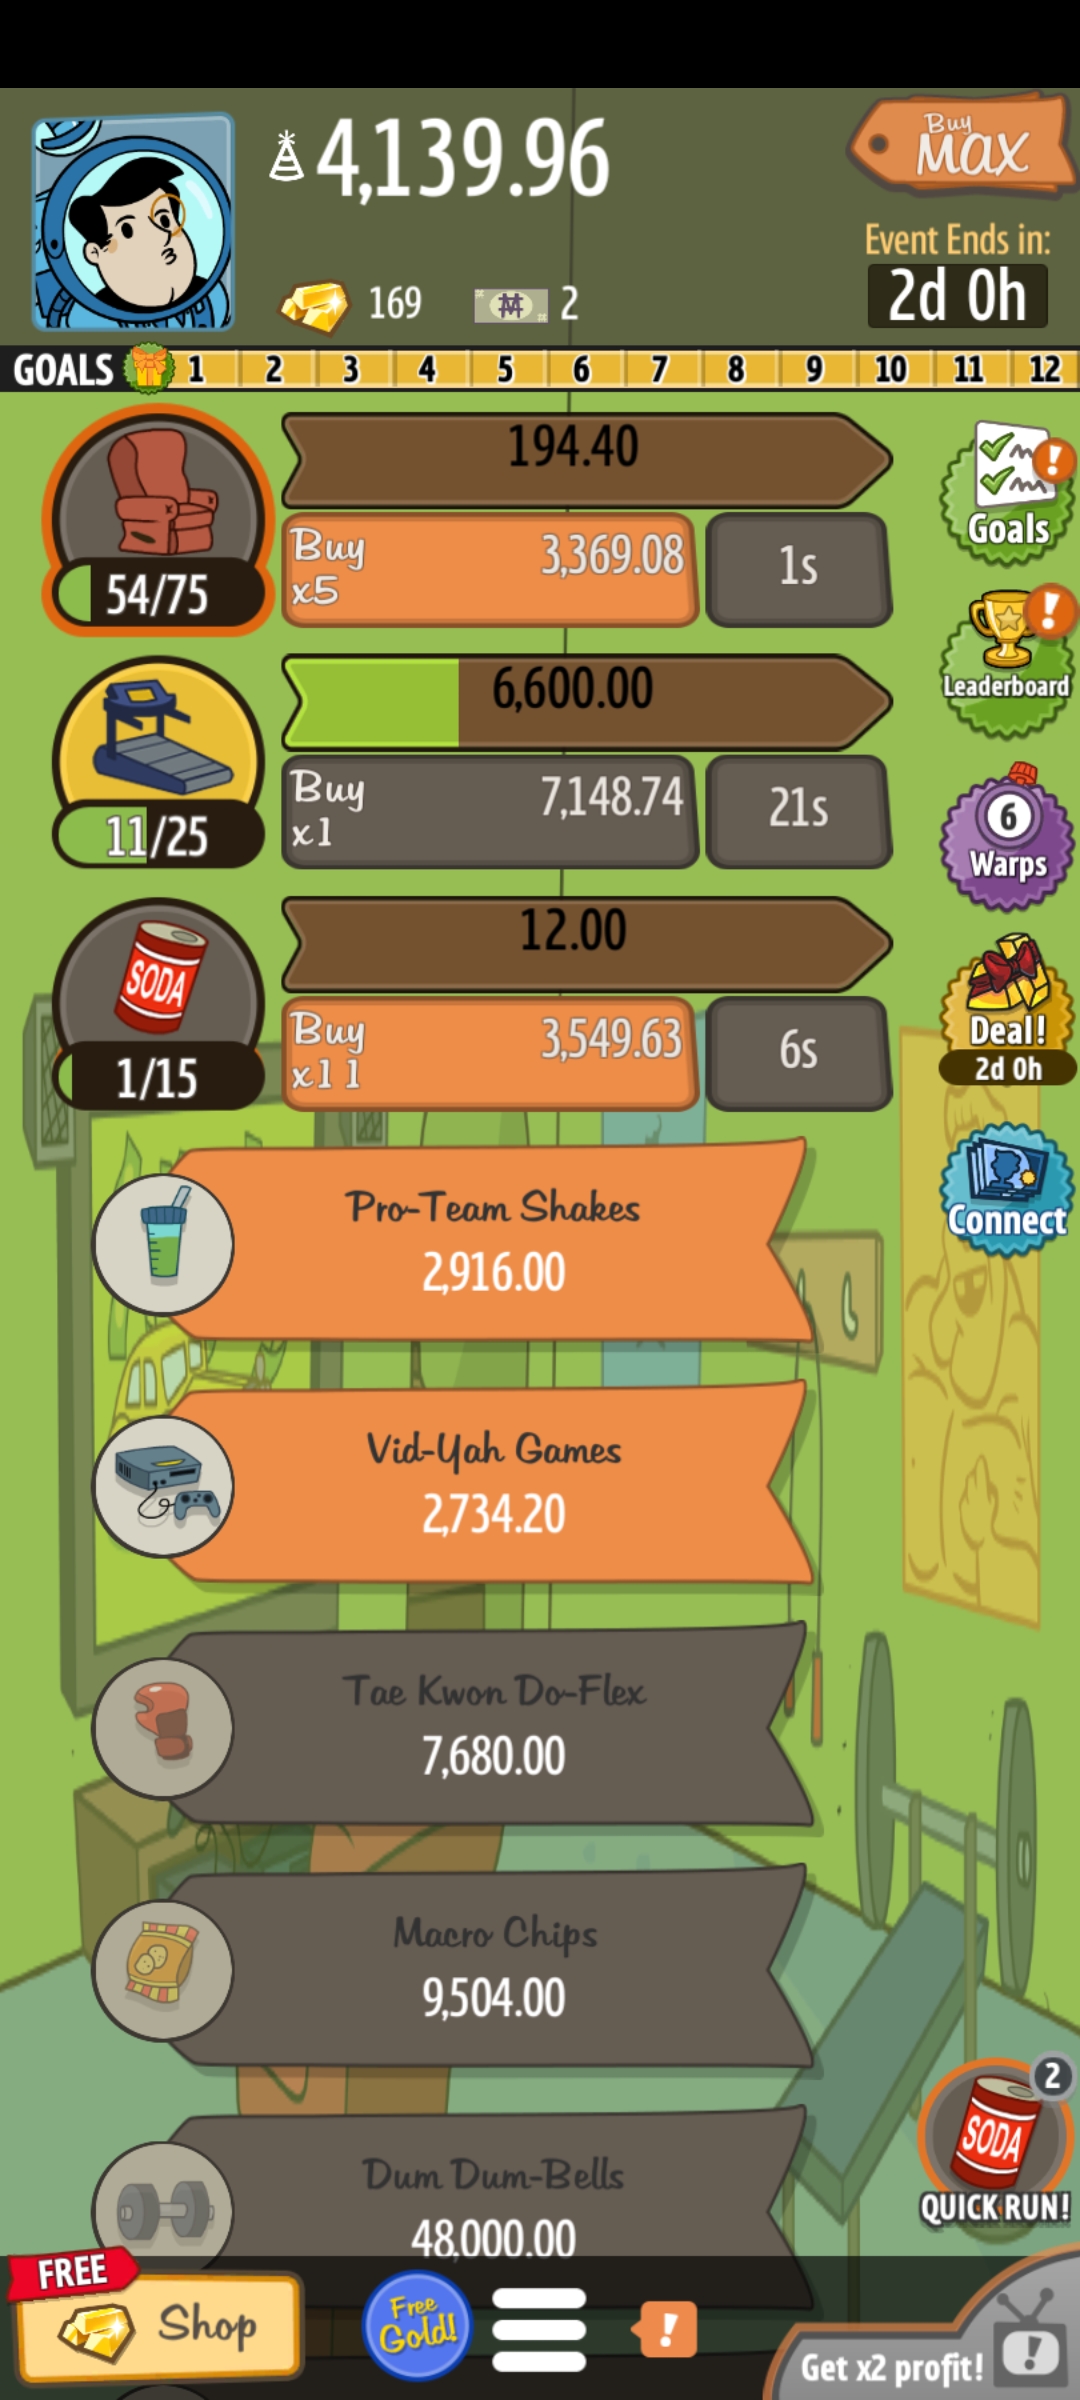 4,139.96
Buy
MAX
Event Ends in:
2d 0h
169
2
GOALS 1 2 3 4 5 6 7 8 9 10 11 12
194.40
54/75
Buy
x5
3,369.08
1s
Goals
6,600.00
11/25
Buy
x1
7,148.74
21s
Leaderboard
6
Warps
12.00
SODA
1/15
Buy
x11
3,549.63
6s
Deal!
2d 0h
Connect
Pro-Team Shakes
2,916.00
Vid-Yah Games
2,734.20
Tae Kwon Do-Flex
7,680.00
Macro Chips
9,504.00
Dum Dum-Bells
48,000.00
2
SODA
QUICK RUN!
FREE
Shop
Free
Gold!
!
Get x2 profit!